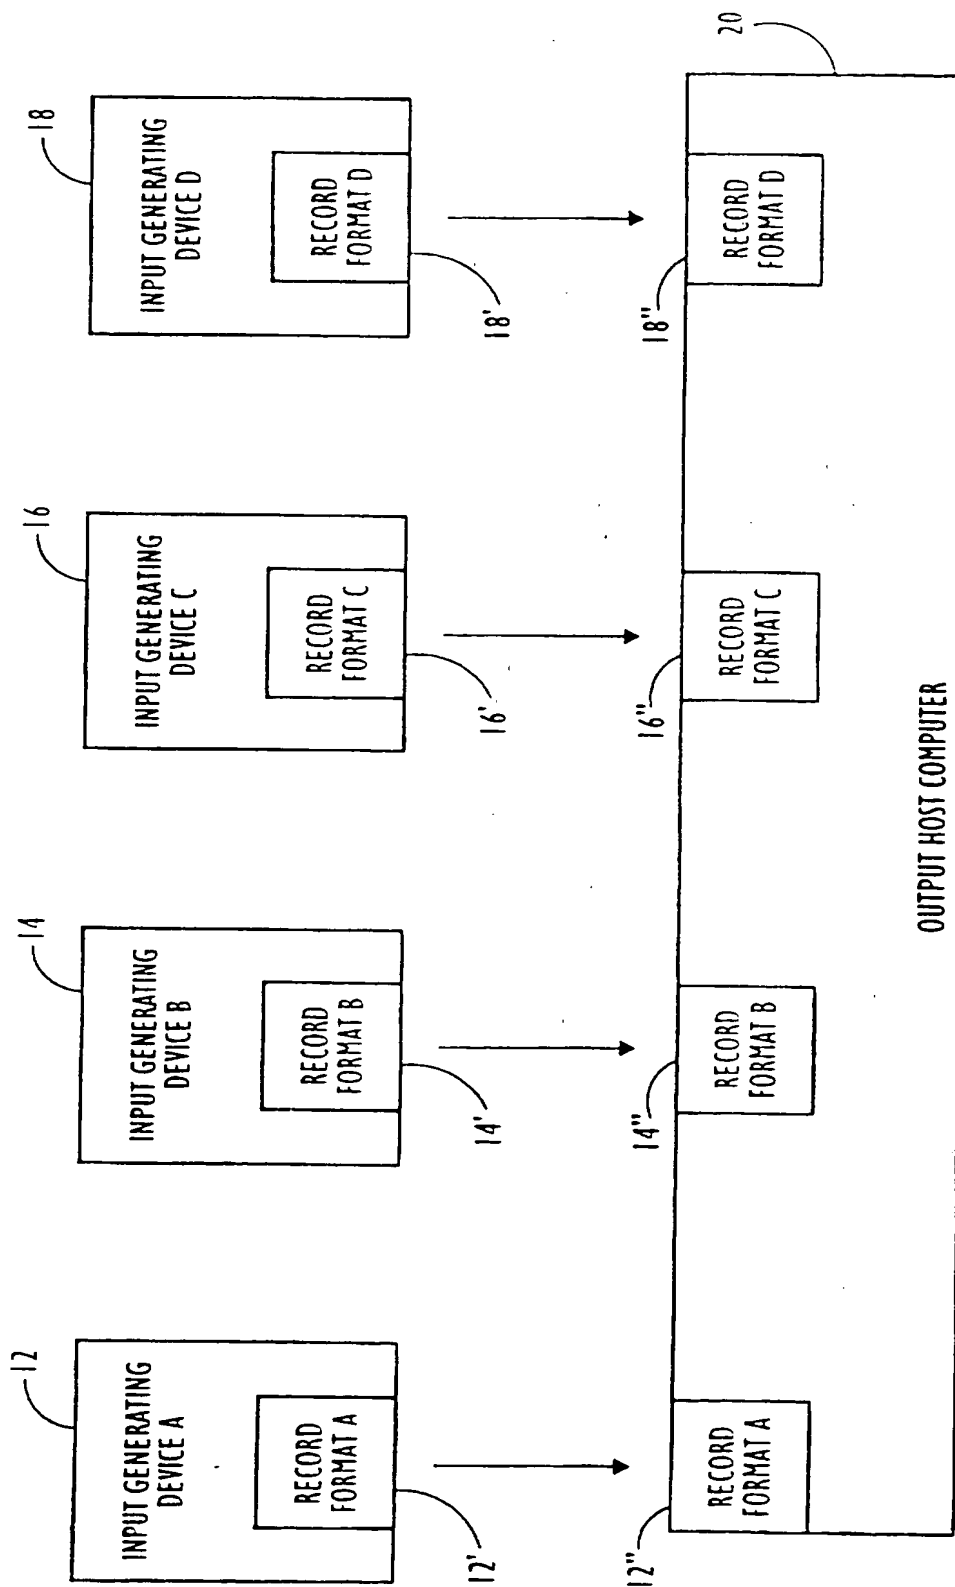 12
INPUT GENERATING
DEVICE A
RECORD
FORMAT A
12'
14
INPUT GENERATING
DEVICE B
RECORD
FORMAT B
14'
16
INPUT GENERATING
DEVICE C
RECORD
FORMAT C
16'
18
INPUT GENERATING
DEVICE D
RECORD
FORMAT D
18'
12"
RECORD
FORMAT A
14"
RECORD
FORMAT B
16"
RECORD
FORMAT C
18"
RECORD
FORMAT D
20
OUTPUT HOST COMPUTER